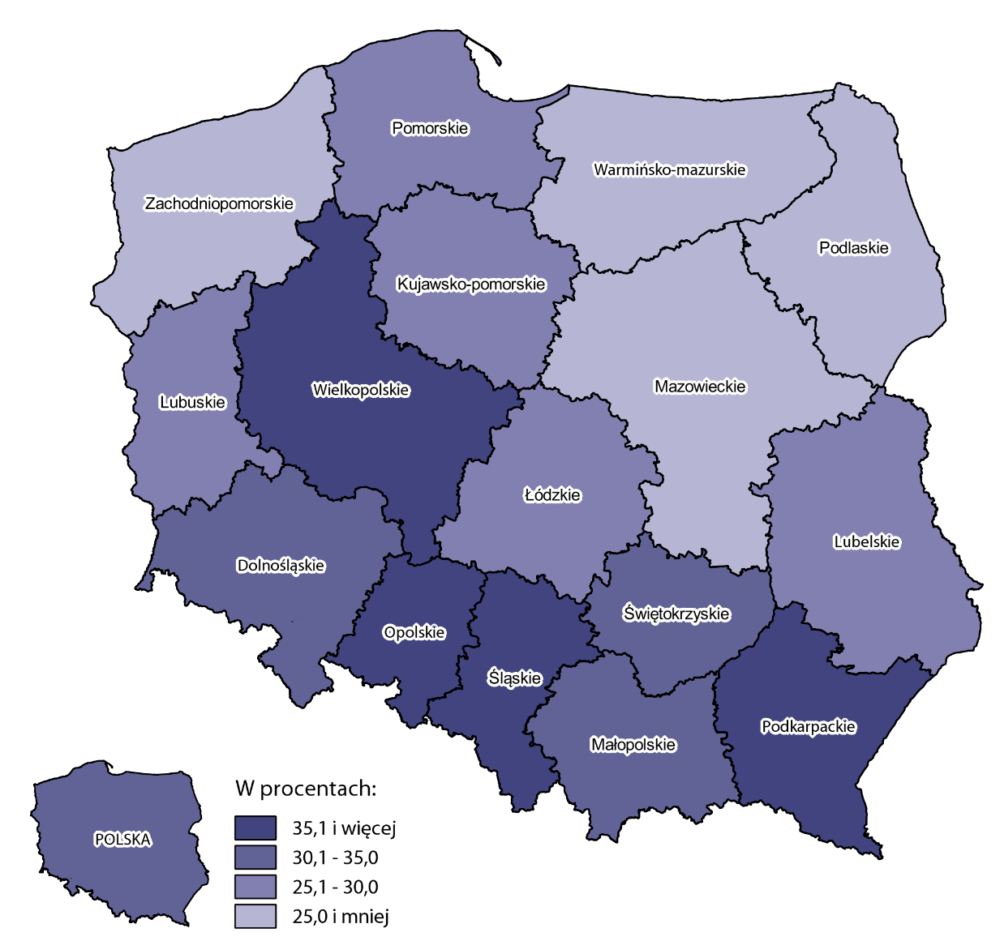 Pomorskie
Warmińsko-mazurskie
Zachodniopomorskie
Podlaskie
Kujawsko-pomorskie
Mazowieckie
Wielkopolskie
Lubuskie
Łódzkie
Lubelskie
Dolnośląskie
Świętokrzyskie
Opolskie
Śląskie
Podkarpackie
Małopolskie
POLSKA
W procentach:
35,1 i więcej
30,1 - 35,0
25,1 - 30,0
25,0 i mniej